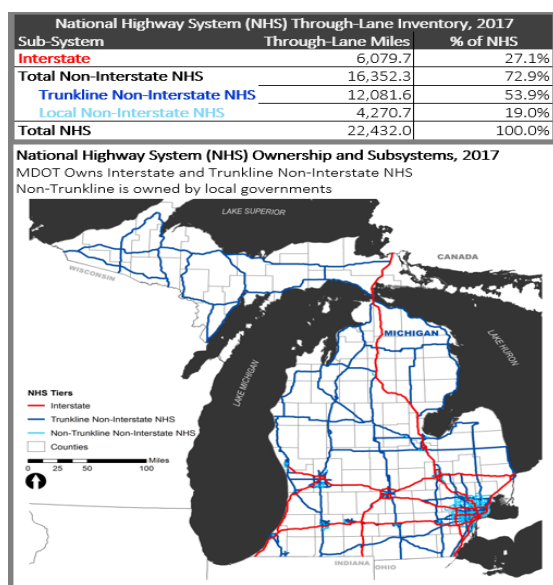 National Highway System (NHS) Through-Lane Inventory, 2017
Sub-System Through-Lane Miles % of NHS
Interstate 6,079.7 27.1%
Total Non-Interstate NHS 16,352.3 72.9%
Trunkline Non-Interstate NHS 12,081.6 53.9%
Local Non-Interstate NHS 4,270.7 19.0%
Total NHS 22,432.0 100.0%
National Highway System (NHS) Ownership and Subsystems, 2017
MDOT Owns Interstate and Trunkline Non-Interstate NHS
Non-Trunkline is owned by local governments
LAKE SUPERIOR
CANADA
WISCONSIN
MICHIGAN
LAKE HURON
LAKE MICHIGAN
NHS Tiers
Interstate
Trunkline Non-Interstate NHS
Non-Trunkline Non-Interstate NHS
Counties
Miles
0 25 50 100
INDIANA OHIO